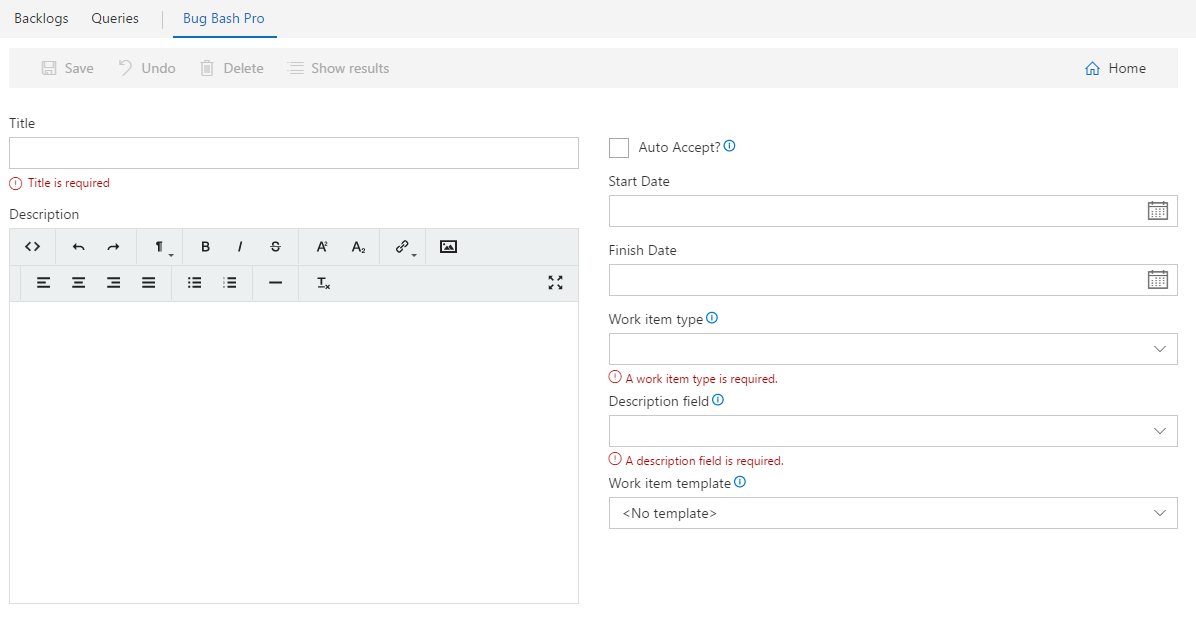 Backlogs Queries Bug Bash Pro
Save Undo Delete Show results Home
Title
Title is required
Description
Auto Accept?
Start Date
Finish Date
Work item type
A work item type is required.
Description field
A description field is required.
Work item template
<No template>